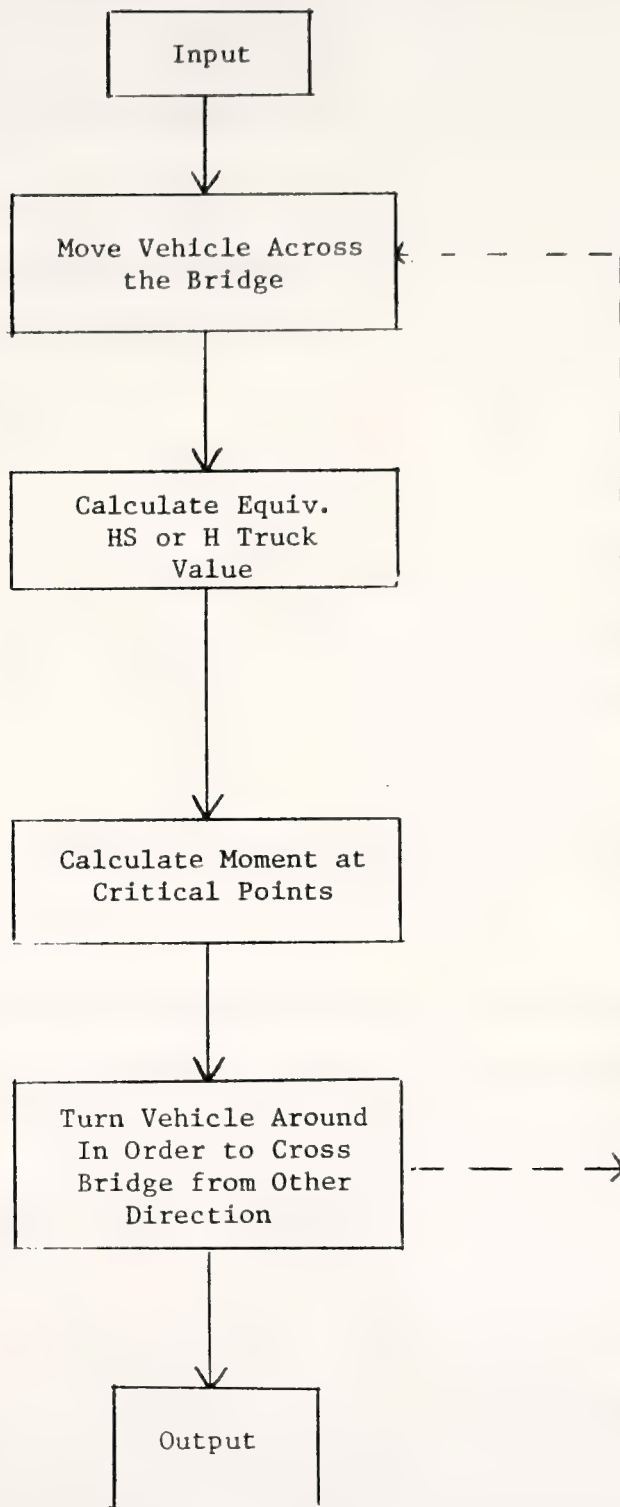 Input
Move Vehicle Across
the Bridge
Calculate Equiv.
HS or H Truck
Value
Calculate Moment at
Critical Points
Turn Vehicle Around
In Order to Cross
Bridge from Other
Direction
Output